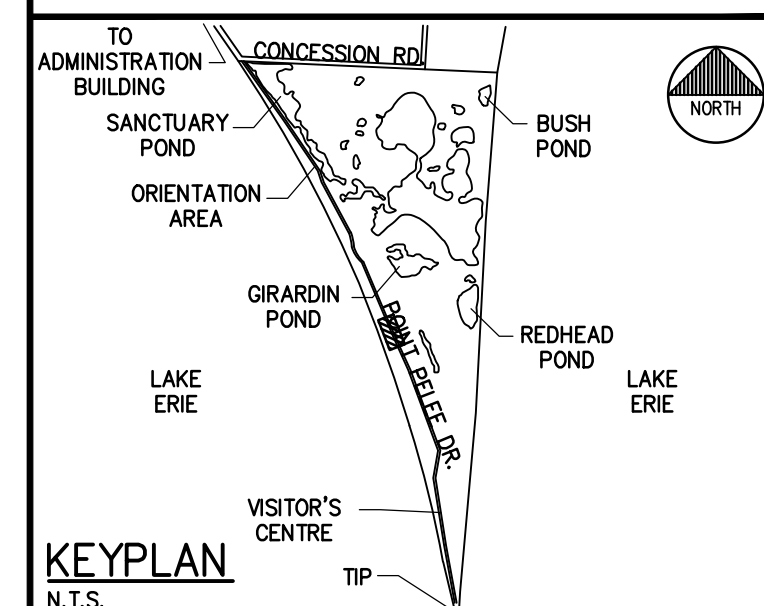 TO
ADMINISTRATION
BUILDING
CONCESSION RD.
NORTH
SANCTUARY
POND
BUSH
POND
ORIENTATION
AREA
GIRARDIN
POND
POINT PELEE DR.
REDHEAD
POND
LAKE
ERIE
LAKE
ERIE
VISITOR'S
CENTRE
KEYPLAN
TIP
N.T.S.